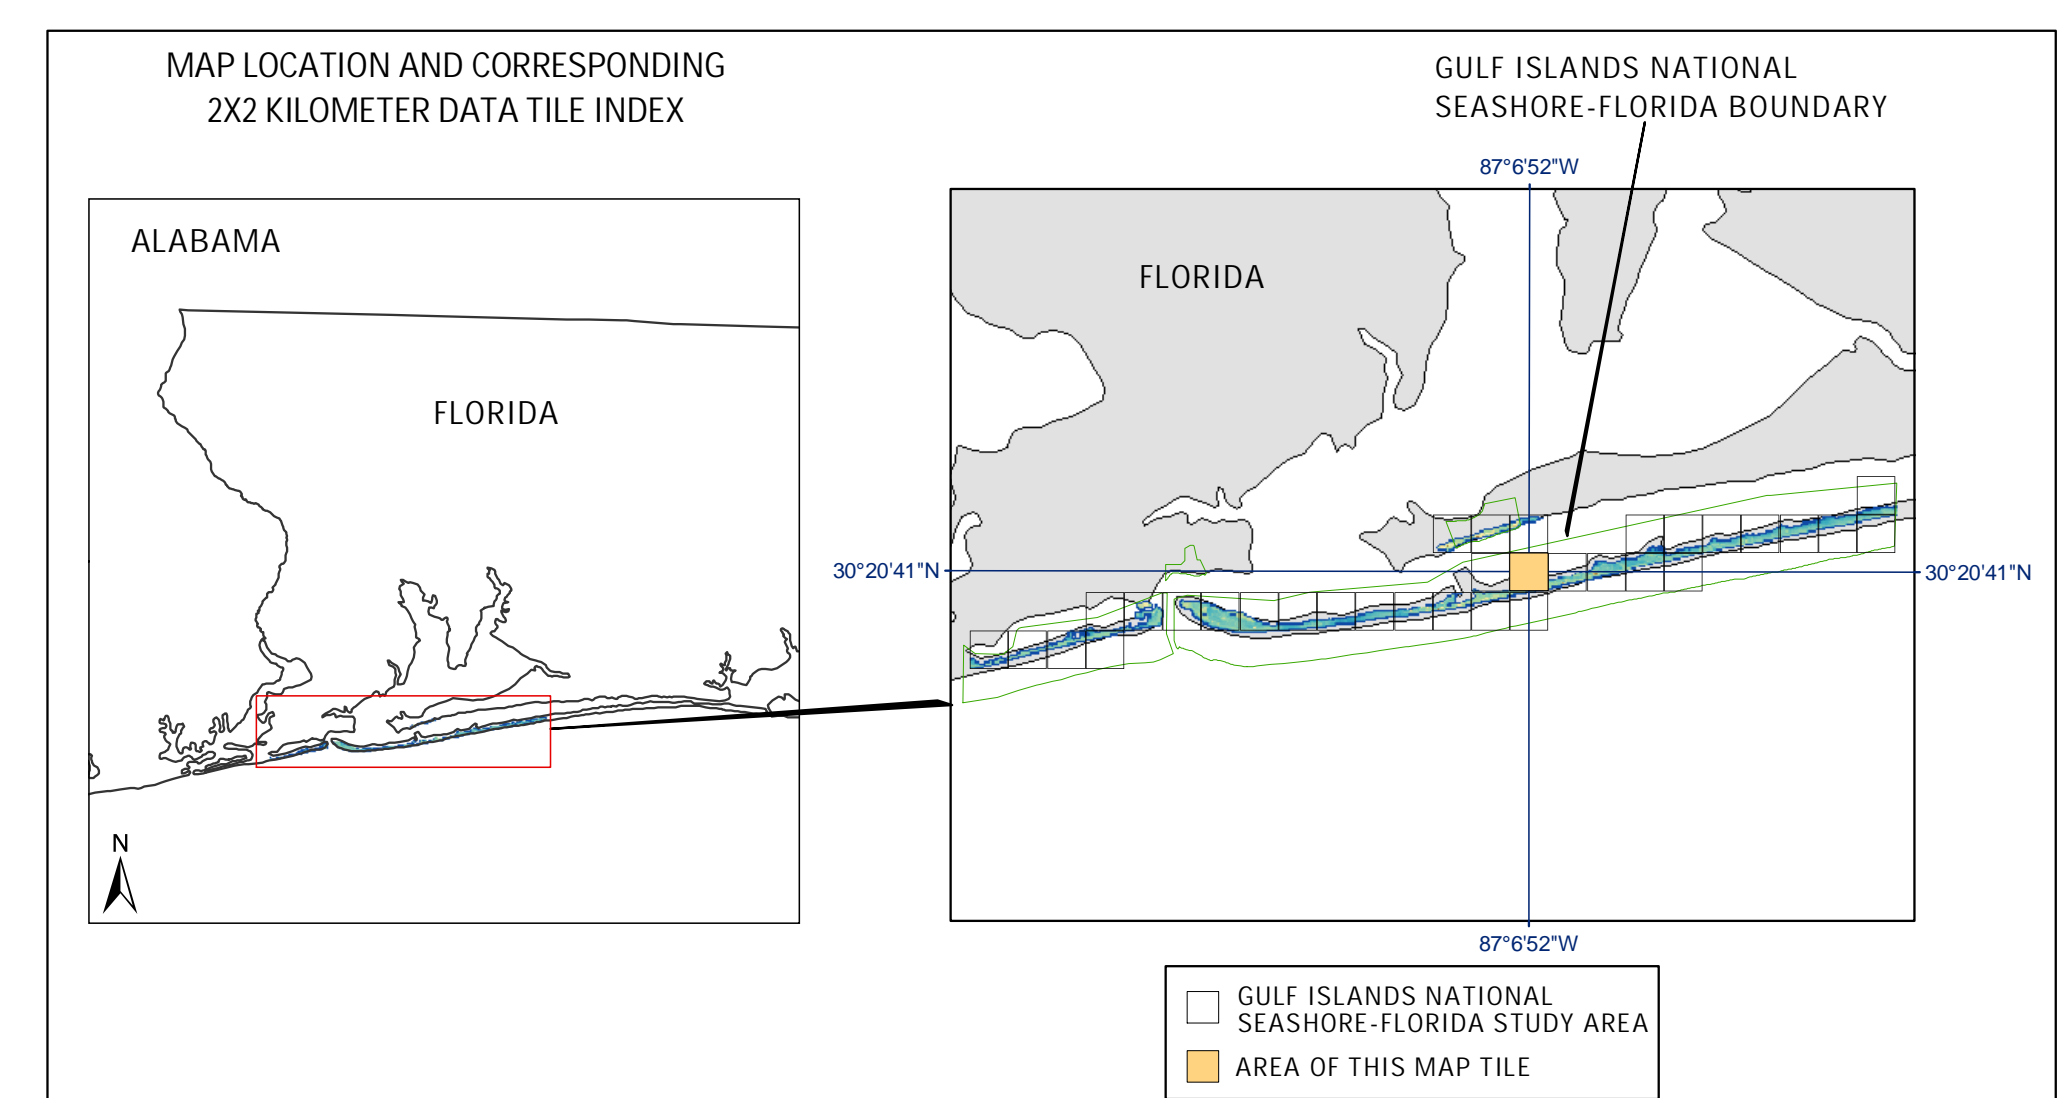 MAP LOCATION AND CORRESPONDING
2X2 KILOMETER DATA TILE INDEX
GULF ISLANDS NATIONAL
SEASHORE-FLORIDA BOUNDARY
87°6'52"W
ALABAMA
FLORIDA
FLORIDA
30°20'41"N
30°20'41"N
N
87°6'52"W
GULF ISLANDS NATIONAL
SEASHORE-FLORIDA STUDY AREA
AREA OF THIS MAP TILE